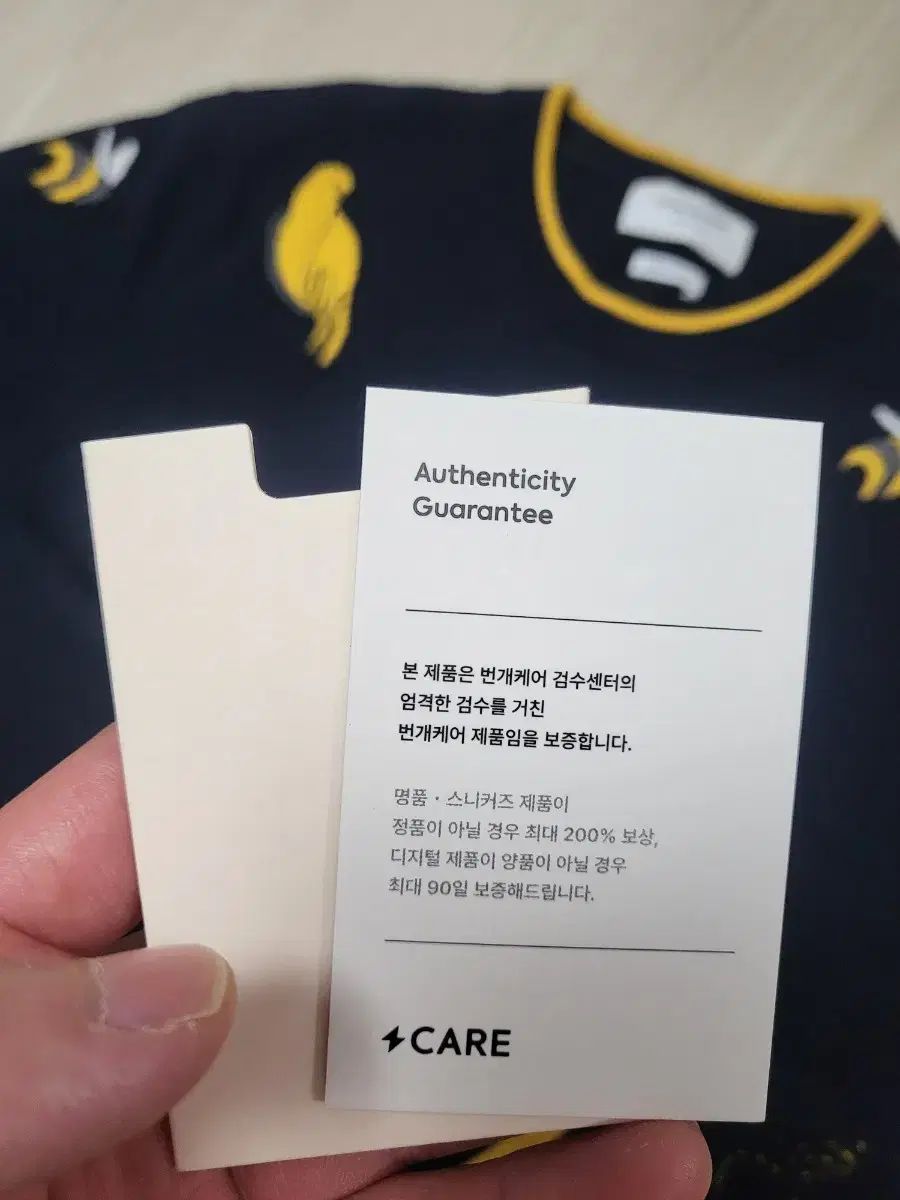 Authenticity
Guarantee
본 제품은 번개케어 검수센터의
엄격한 검수를 거친
번개케어 제품임을 보증합니다.
명품 · 스니커즈 제품이
정품이 아닐 경우 최대 200% 보상,
디지털 제품이 양품이 아닐 경우
최대 90일 보증해드립니다.
CARE